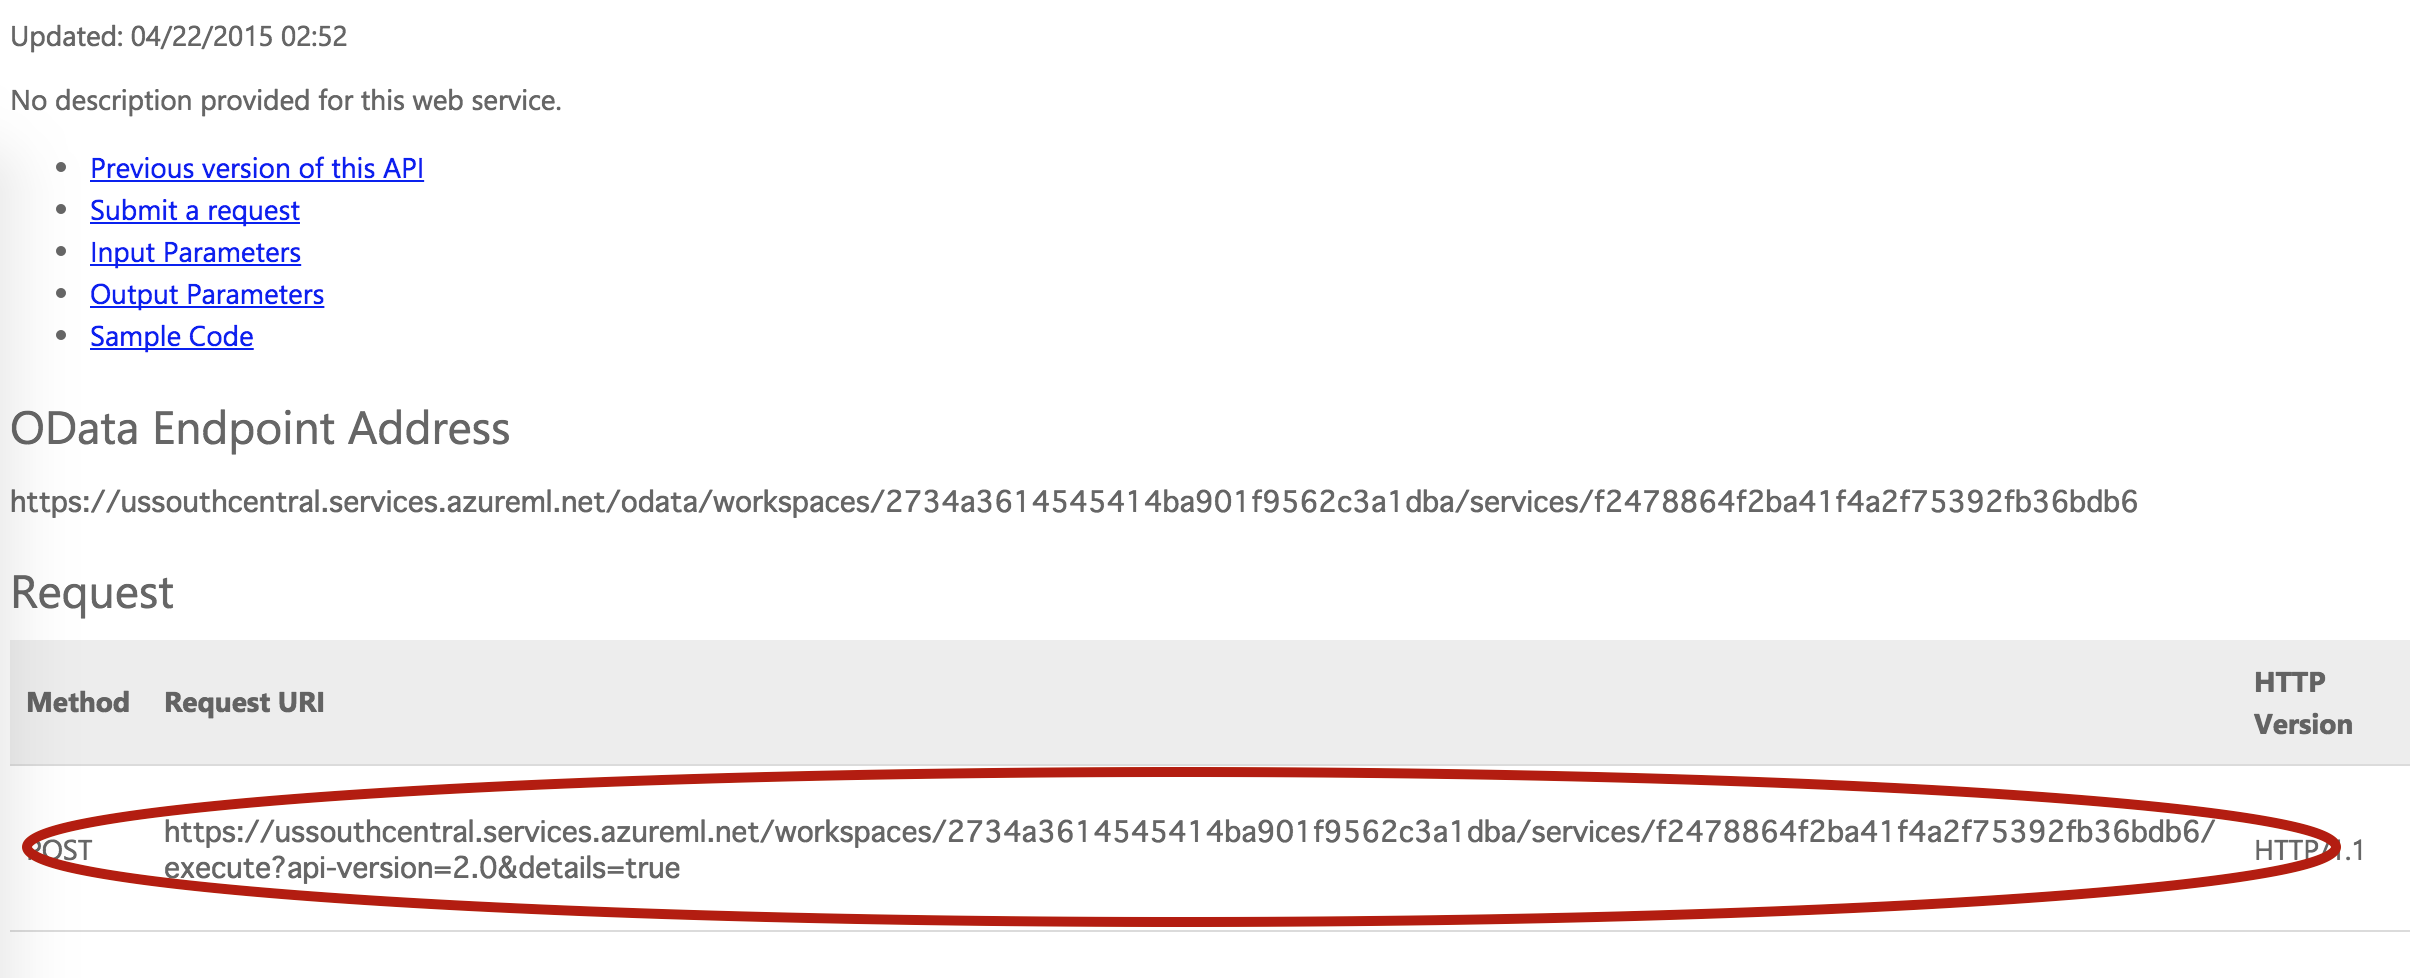 Updated: 04/22/2015 02:52
No description provided for this web service.
Previous version of this API
Submit a request
Input Parameters
Output Parameters
Sample Code
OData Endpoint Address
https://ussouthcentral.services.azureml.net/odata/workspaces/2734a3614545414ba901f9562c3a1dba/services/f2478864f2ba41f4a2f75392fb36bdb6
Request
Method Request URI HTTP Version
POST https://ussouthcentral.services.azureml.net/workspaces/2734a3614545414ba901f9562c3a1dba/services/f2478864f2ba41f4a2f75392fb36bdb6/
execute?api-version=2.0&details=true
HTTP/1.1